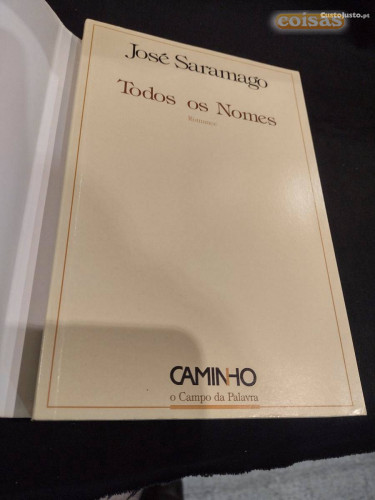 CustoJusto.pt
coisas
José Saramago
Todos os Nomes
Romance
CAMINHO
o Campo da Palavra